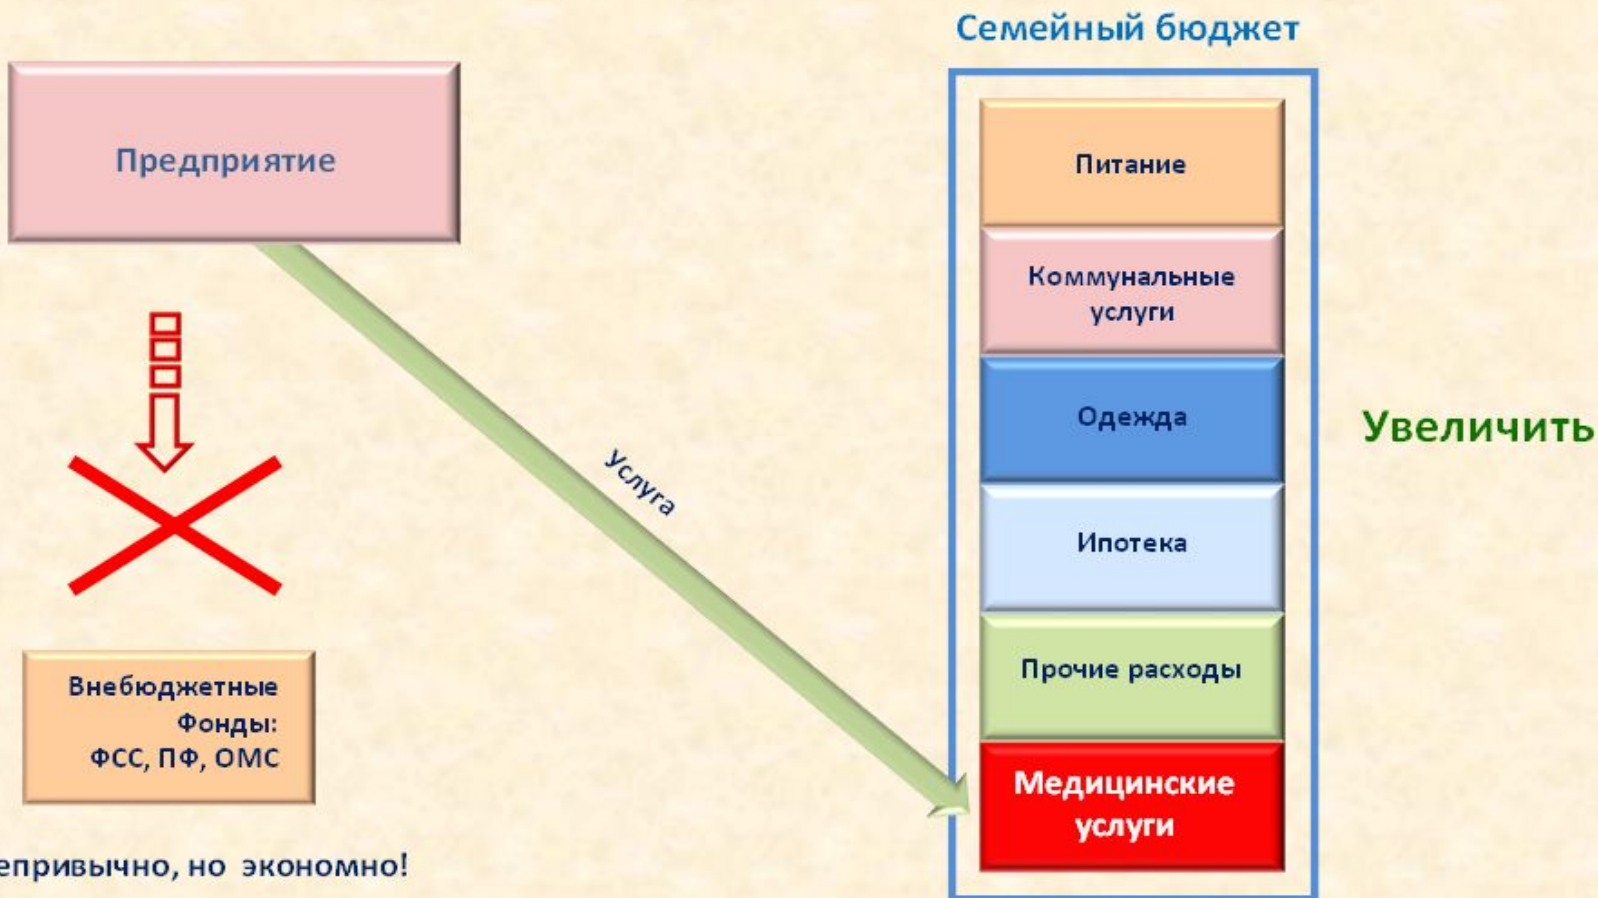 Семейный бюджет
Предприятие
Питание
Коммунальные
услуги
Одежда
Увеличить
Услуга
Ипотека
Прочие расходы
Внебюджетные
Фонды:
ФСС, ПФ, ОМС
Медицинские
услуги
епривычно, но экономно!